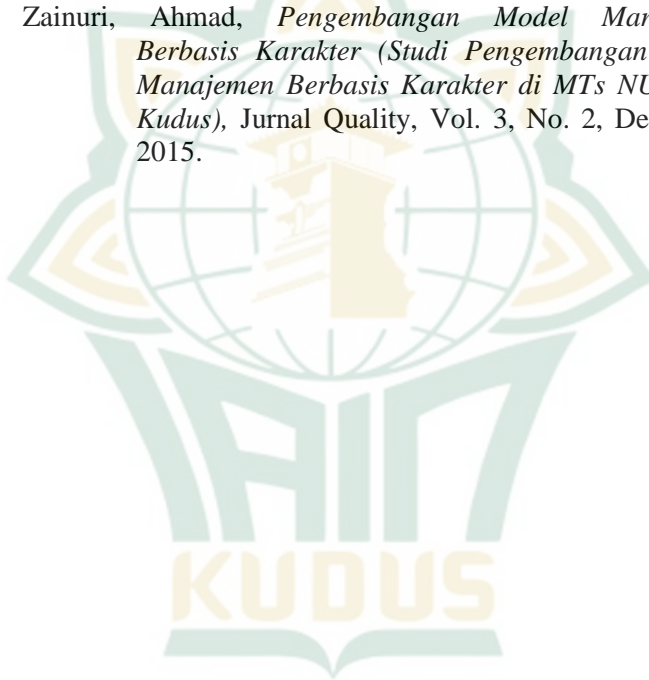 Zainuri, Ahmad, Pengembangan Model Mar
Berbasis Karakter (Studi Pengembangan
Manajemen Berbasis Karakter di MTs NU
Kudus), Jurnal Quality, Vol. 3, No. 2, De
2015.
IAIN
KUDUS